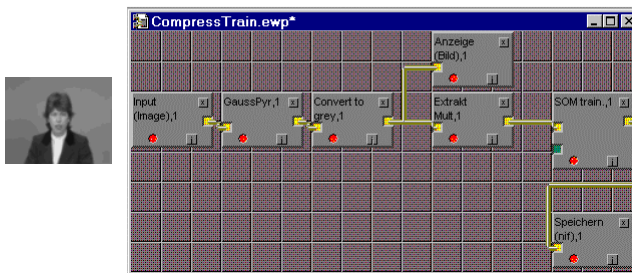 CompressTrain.ewp*
Anzeige
(Bild),1
Input
(Image),1
GaussPyr,1
Convert to
grey,1
Extrakt
Mult,1
SOM train.,1
Speichern
(nif),1